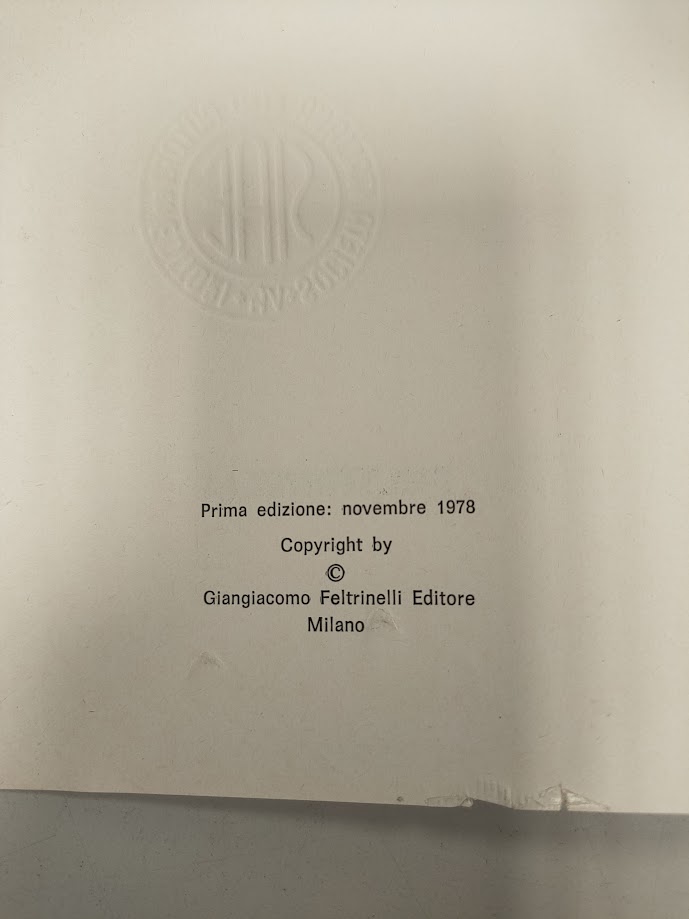 Prima edizione: novembre 1978
Copyright by
©
Giangiacomo Feltrinelli Editore
Milano